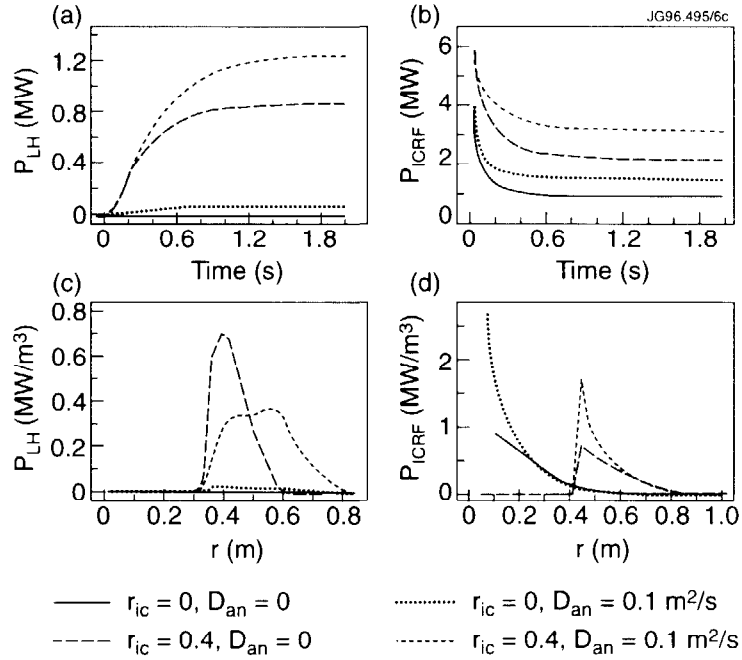 (a)
(b)
JG96.495/6c
P_LH (MW)
1.2
0.8
0.4
0
0
0.6
1.2
1.8
Time (s)
P_ICRF (MW)
6
4
2
0
0
0.6
1.2
1.8
Time (s)
(c)
(d)
P_LH (MW/m³)
0.8
0.6
0.4
0.2
0
0
0.2
0.4
0.6
0.8
r (m)
P_ICRF (MW/m³)
2
1
0
0.2
0.4
0.6
0.8
1.0
r (m)
r_ic = 0, D_an = 0
r_ic = 0, D_an = 0.1 m²/s
r_ic = 0.4, D_an = 0
r_ic = 0.4, D_an = 0.1 m²/s